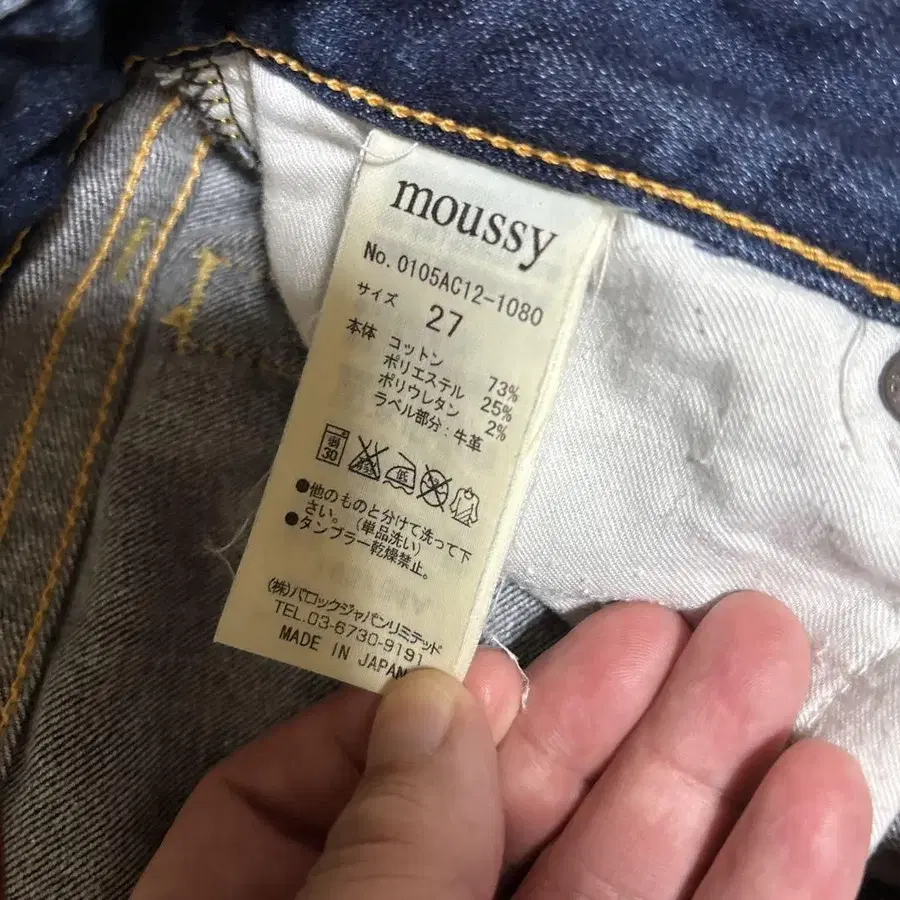 moussy
No. 0105AC12-1080
サイズ 27
本体 コットン 73%
ポリエステル 25%
ポリウレタン 2%
ラベル部分:牛革
弱 30 低
●他のものと分けて洗って下
さい。(単品洗い)
●タンブラー乾燥禁止。
(株)バロックジャパンリミテッド
TEL.03-6730-9191
MADE IN JAPAN